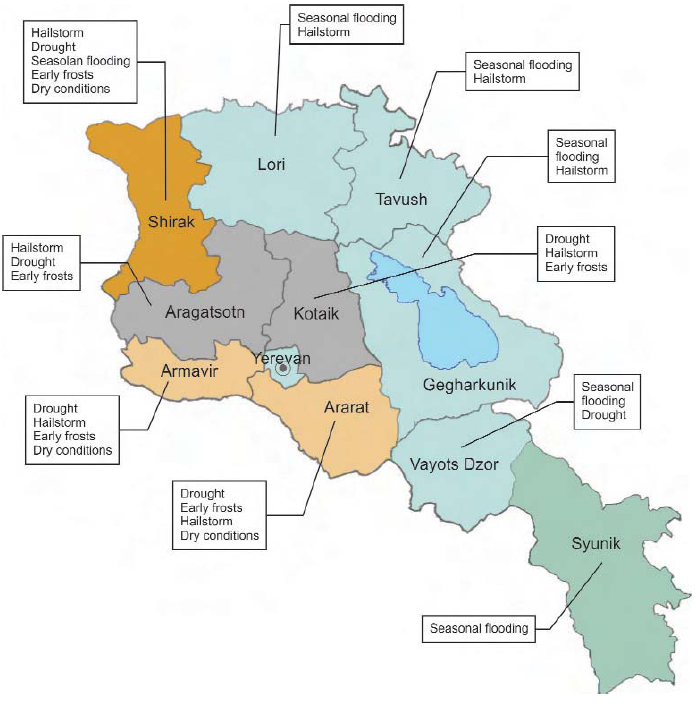 Seasonal flooding
Hailstorm
Hailstorm
Drought
Seasolan flooding
Early frosts
Dry conditions
Seasonal flooding
Hailstorm
Seasonal
flooding
Hailstorm
Lori
Tavush
Shirak
Hailstorm
Drought
Early frosts
Drought
Hailstorm
Early frosts
Aragatsotn
Kotaik
Yerevan
Armavir
Gegharkunik
Ararat
Seasonal
flooding
Drought
Drought
Hailstorm
Early frosts
Dry conditions
Vayots Dzor
Drought
Early frosts
Hailstorm
Dry conditions
Syunik
Seasonal flooding